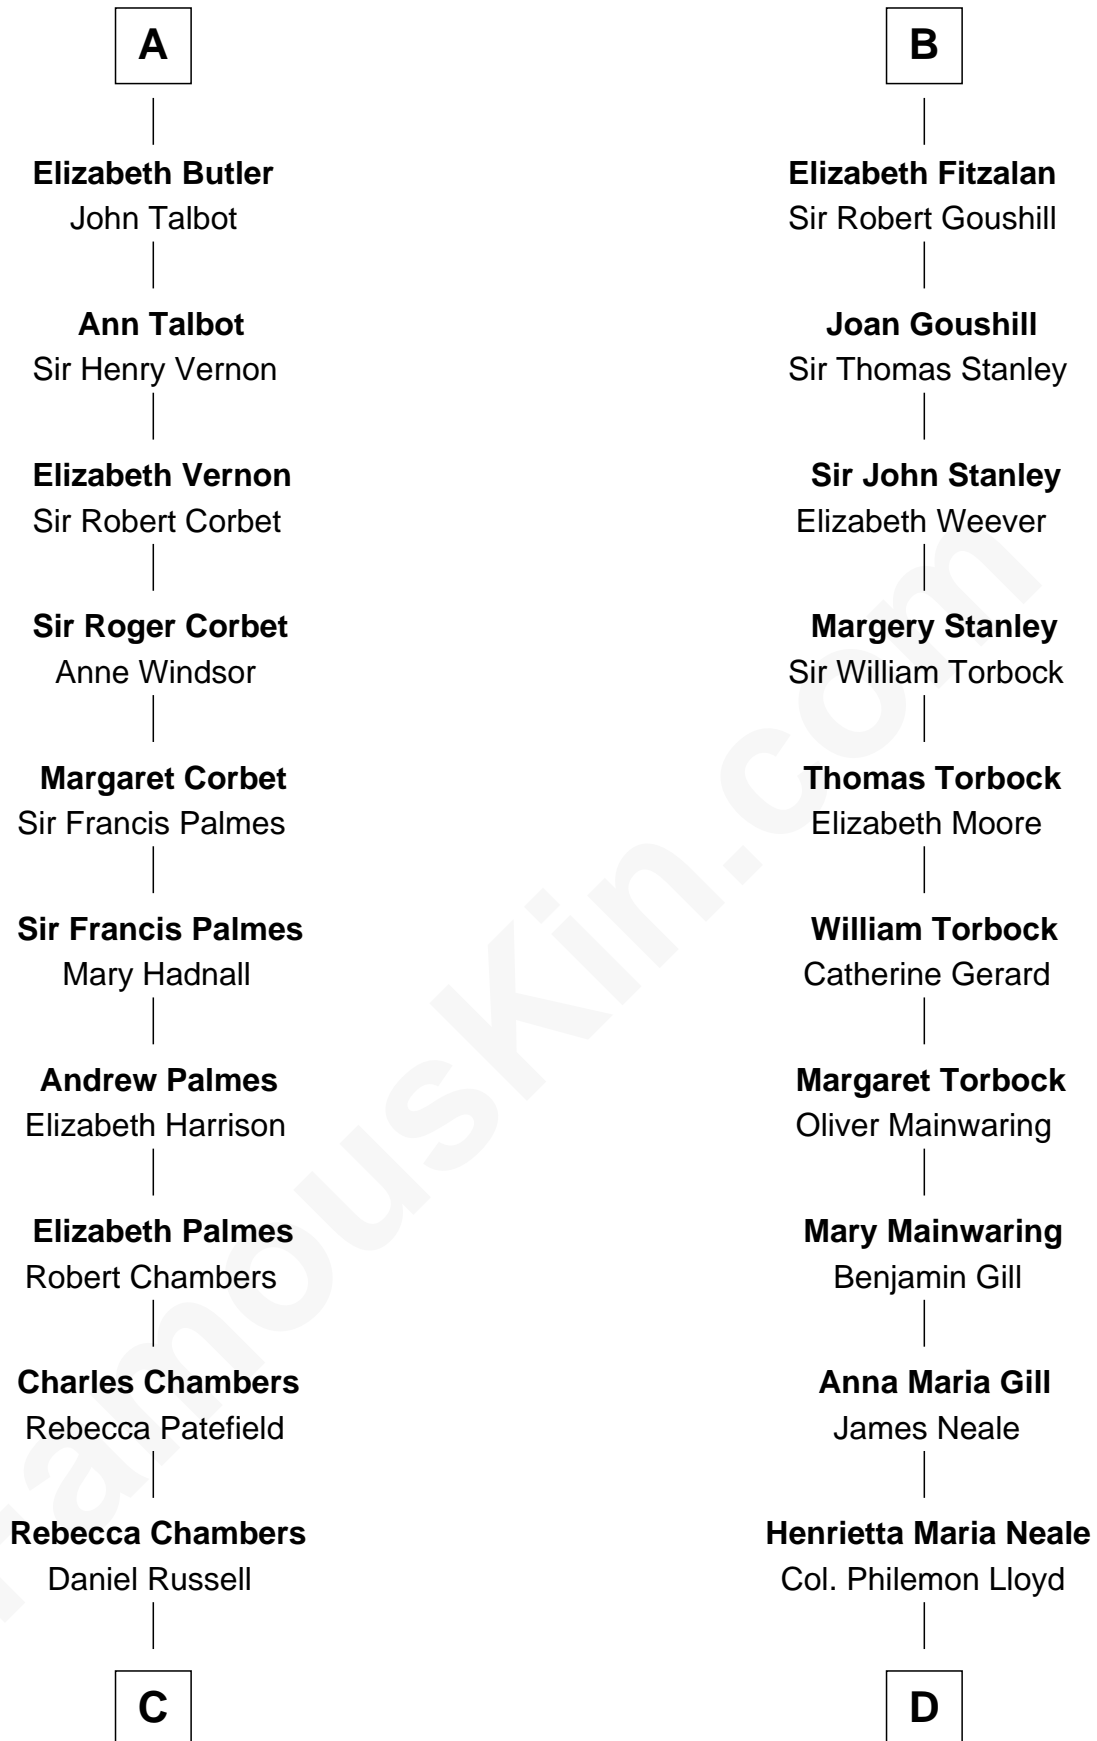 A
Elizabeth Butler
John Talbot
Ann Talbot
Sir Henry Vernon
Elizabeth Vernon
Sir Robert Corbet
Sir Roger Corbet
Anne Windsor
Margaret Corbet
Sir Francis Palmes
Sir Francis Palmes
Mary Hadnall
Andrew Palmes
Elizabeth Harrison
Elizabeth Palmes
Robert Chambers
Charles Chambers
Rebecca Patefield
Rebecca Chambers
Daniel Russell
C
B
Elizabeth Fitzalan
Sir Robert Goushill
Joan Goushill
Sir Thomas Stanley
Sir John Stanley
Elizabeth Weever
Margery Stanley
Sir William Torbock
Thomas Torbock
Elizabeth Moore
William Torbock
Catherine Gerard
Margaret Torbock
Oliver Mainwaring
Mary Mainwaring
Benjamin Gill
Anna Maria Gill
James Neale
Henrietta Maria Neale
Col. Philemon Lloyd
D
FamousKin.com